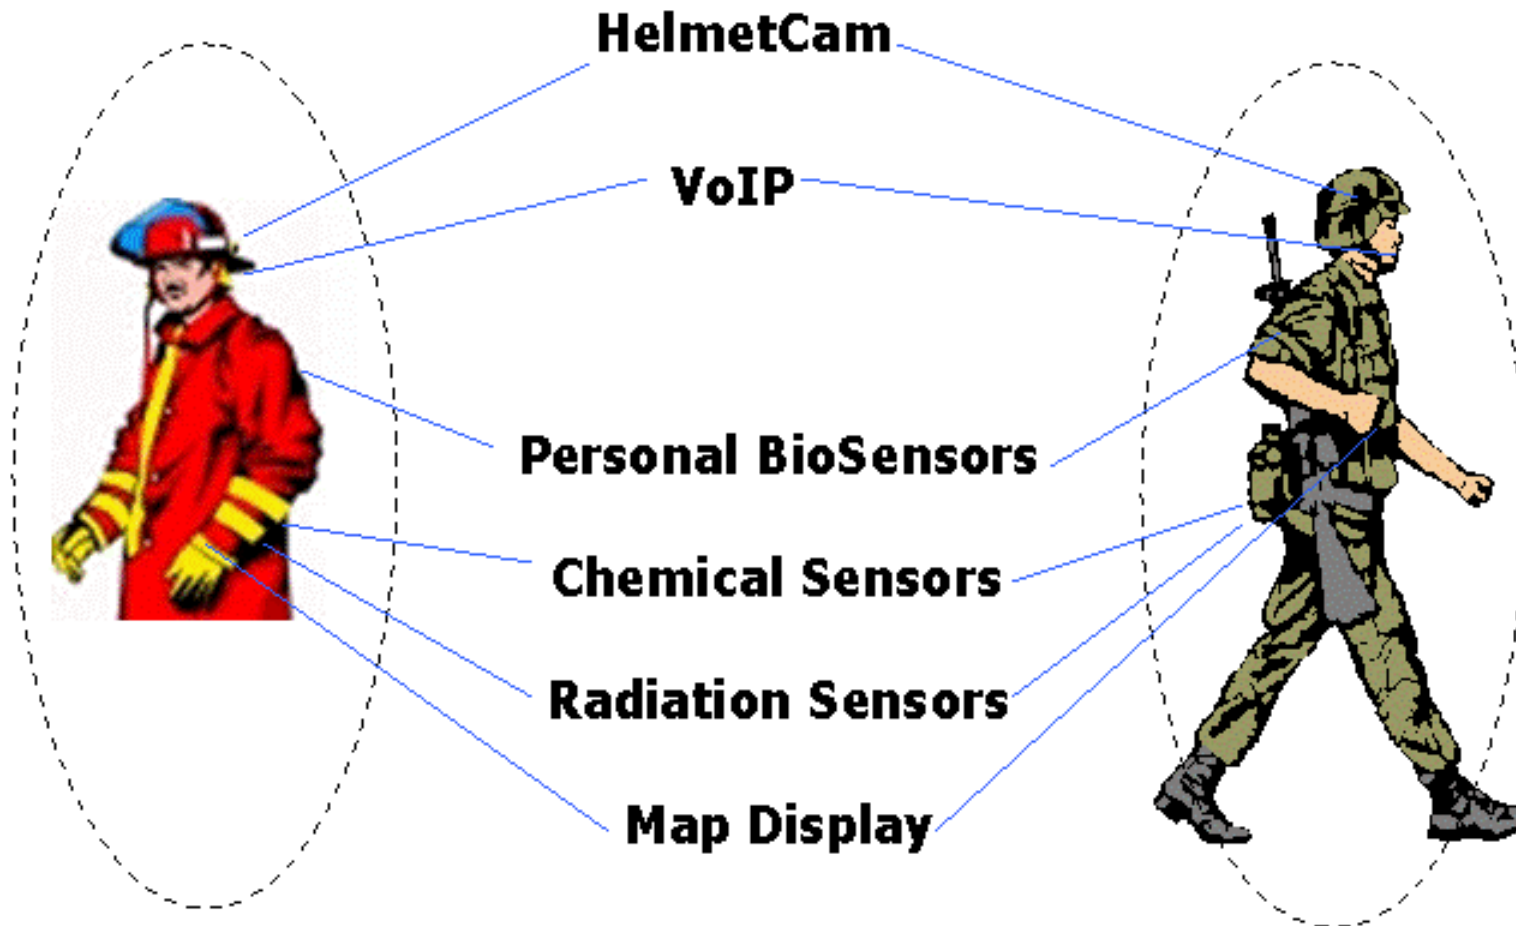 HelmetCam
VoIP
Personal BioSensors
Chemical Sensors
Radiation Sensors
Map Display